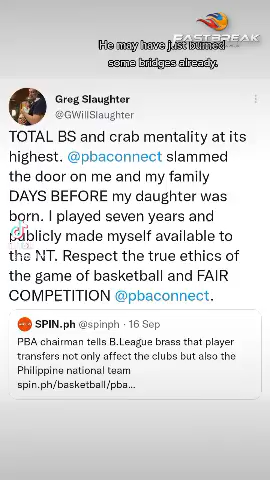 FASTBREAK
He may have just burned
some bridges already.
Greg Slaughter
@GWillSlaughter
TOTAL BS and crab mentality at its
highest. @pbaconnect slammed
the door on me and my family
DAYS BEFORE my daughter was
born. I played seven years and
publicly made myself available to
the NT. Respect the true ethics of
the game of basketball and FAIR
COMPETITION @pbaconnect.
SPIN.ph @spinph · 16 Sep
PBA chairman tells B.League brass that player
transfers not only affect the clubs but also the
Philippine national team
spin.ph/basketball/pba...